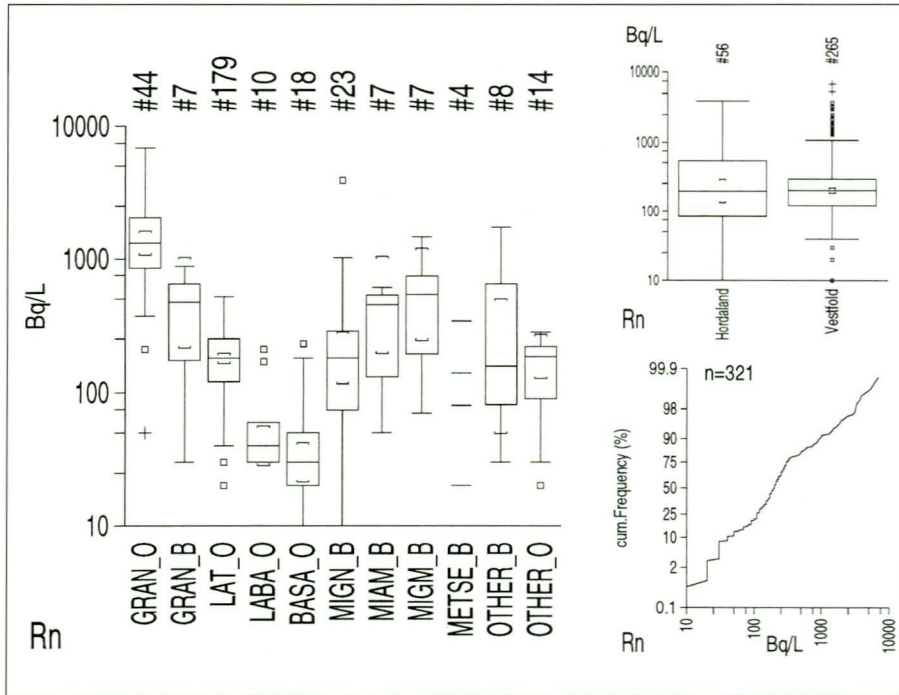 #44 #7 #179 #10 #18 #23 #7 #7 #4 #8 #14
10000
1000
100
10
Bq/L
GRAN_O GRAN_B LAT_O LABA_O BASA_O MIGN_B MIAM_B MIGM_B METSE_B OTHER_B OTHER_O
Rn
Bq/L
#56 #265
10000
1000
100
10
Hordaland Vestfold
Rn
n=321
99.9
98
90
75
50
25
10
2
0.1
cum.Frequency (%)
10 100 1000 10000
Rn Bq/L